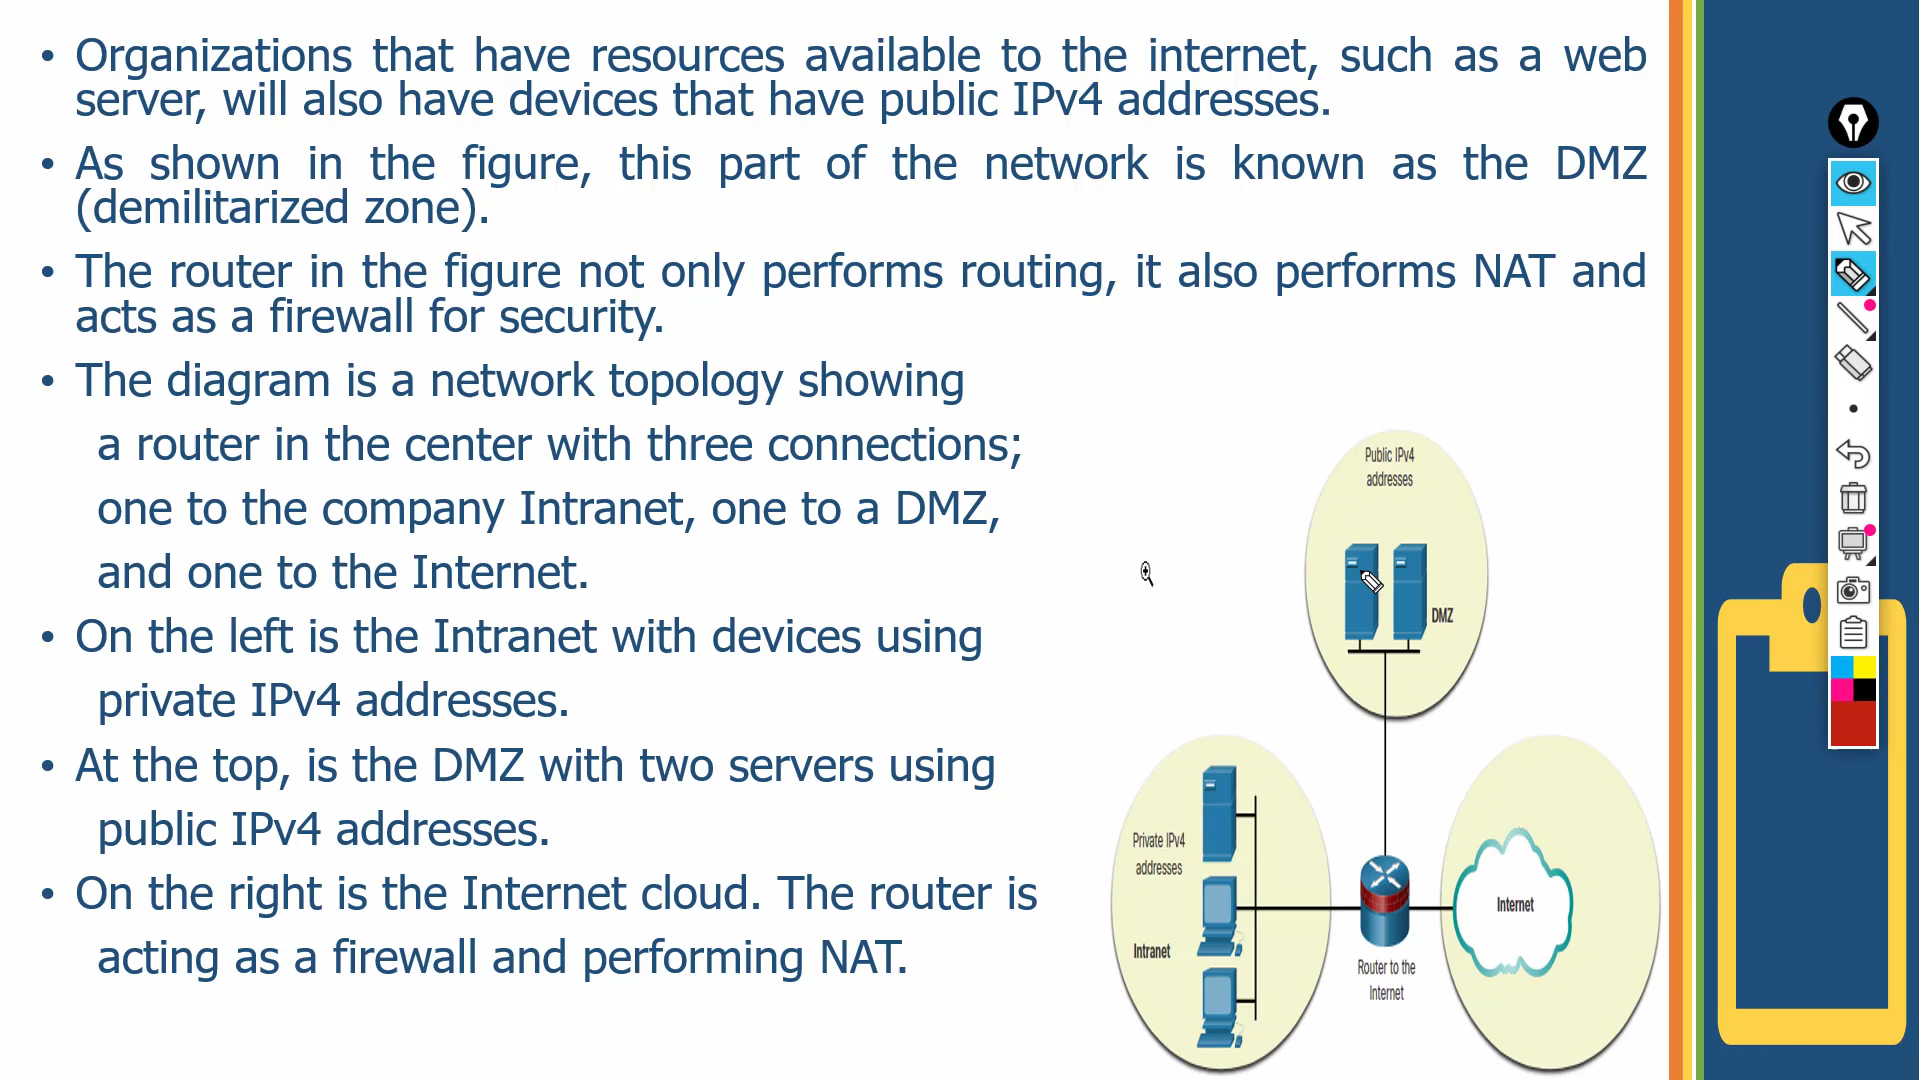 • Organizations that have resources available to the internet, such as a web
server, will also have devices that have public IPv4 addresses.
• As shown in the figure, this part of the network is known as the DMZ
(demilitarized zone).
• The router in the figure not only performs routing, it also performs NAT and
acts as a firewall for security.
• The diagram is a network topology showing
a router in the center with three connections;
one to the company Intranet, one to a DMZ,
and one to the Internet.
• On the left is the Intranet with devices using
private IPv4 addresses.
• At the top, is the DMZ with two servers using
public IPv4 addresses.
• On the right is the Internet cloud. The router is
acting as a firewall and performing NAT.
Public IPv4
addresses
DMZ
Private IPv4
addresses
Intranet
Router to the
Internet
Internet